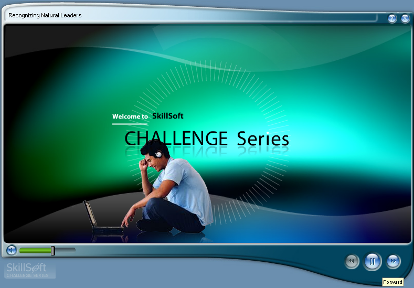 Recognizing Natural Leaders
Welcome to SkillSoft
CHALLENGE Series
SkillSoft
Forward